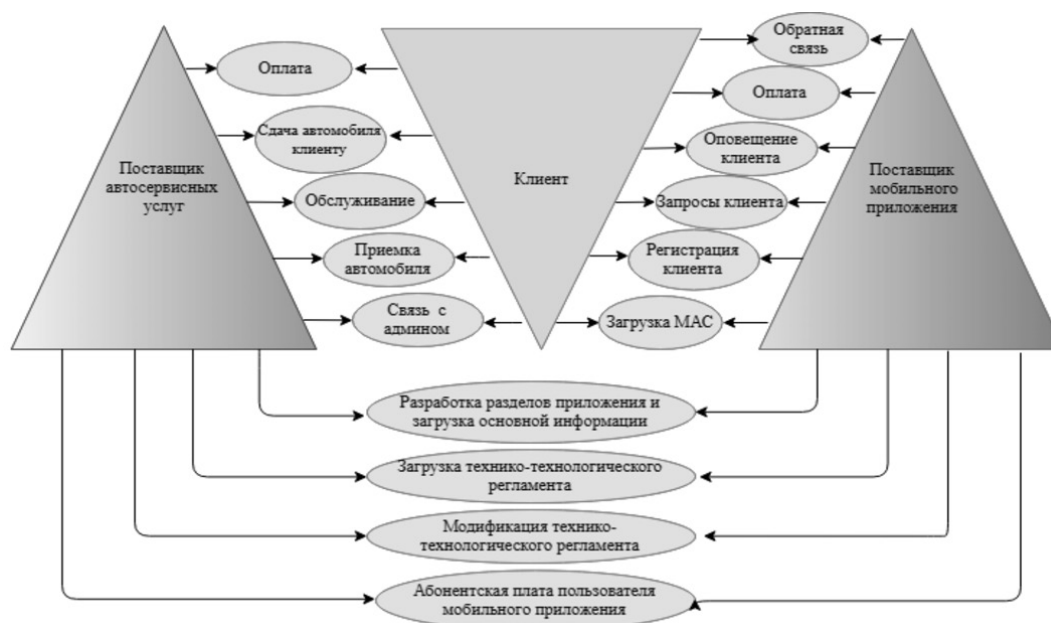 Обратная
связь
Оплата
Оплата
Сдача автомобиля
клиенту
Оповещение
клиента
Поставщик
автосервисных
услуг
Клиент
Поставщик
мобильного
приложения
Обслуживание
Запросы клиента
Приемка
автомобиля
Регистрация
клиента
Связь с
админом
Загрузка МАС
Разработка разделов приложения и
загрузка основной информации
Загрузка технико-технологического
регламента
Модификация технико-
технологического регламента
Абонентская плата пользователя
мобильного приложения